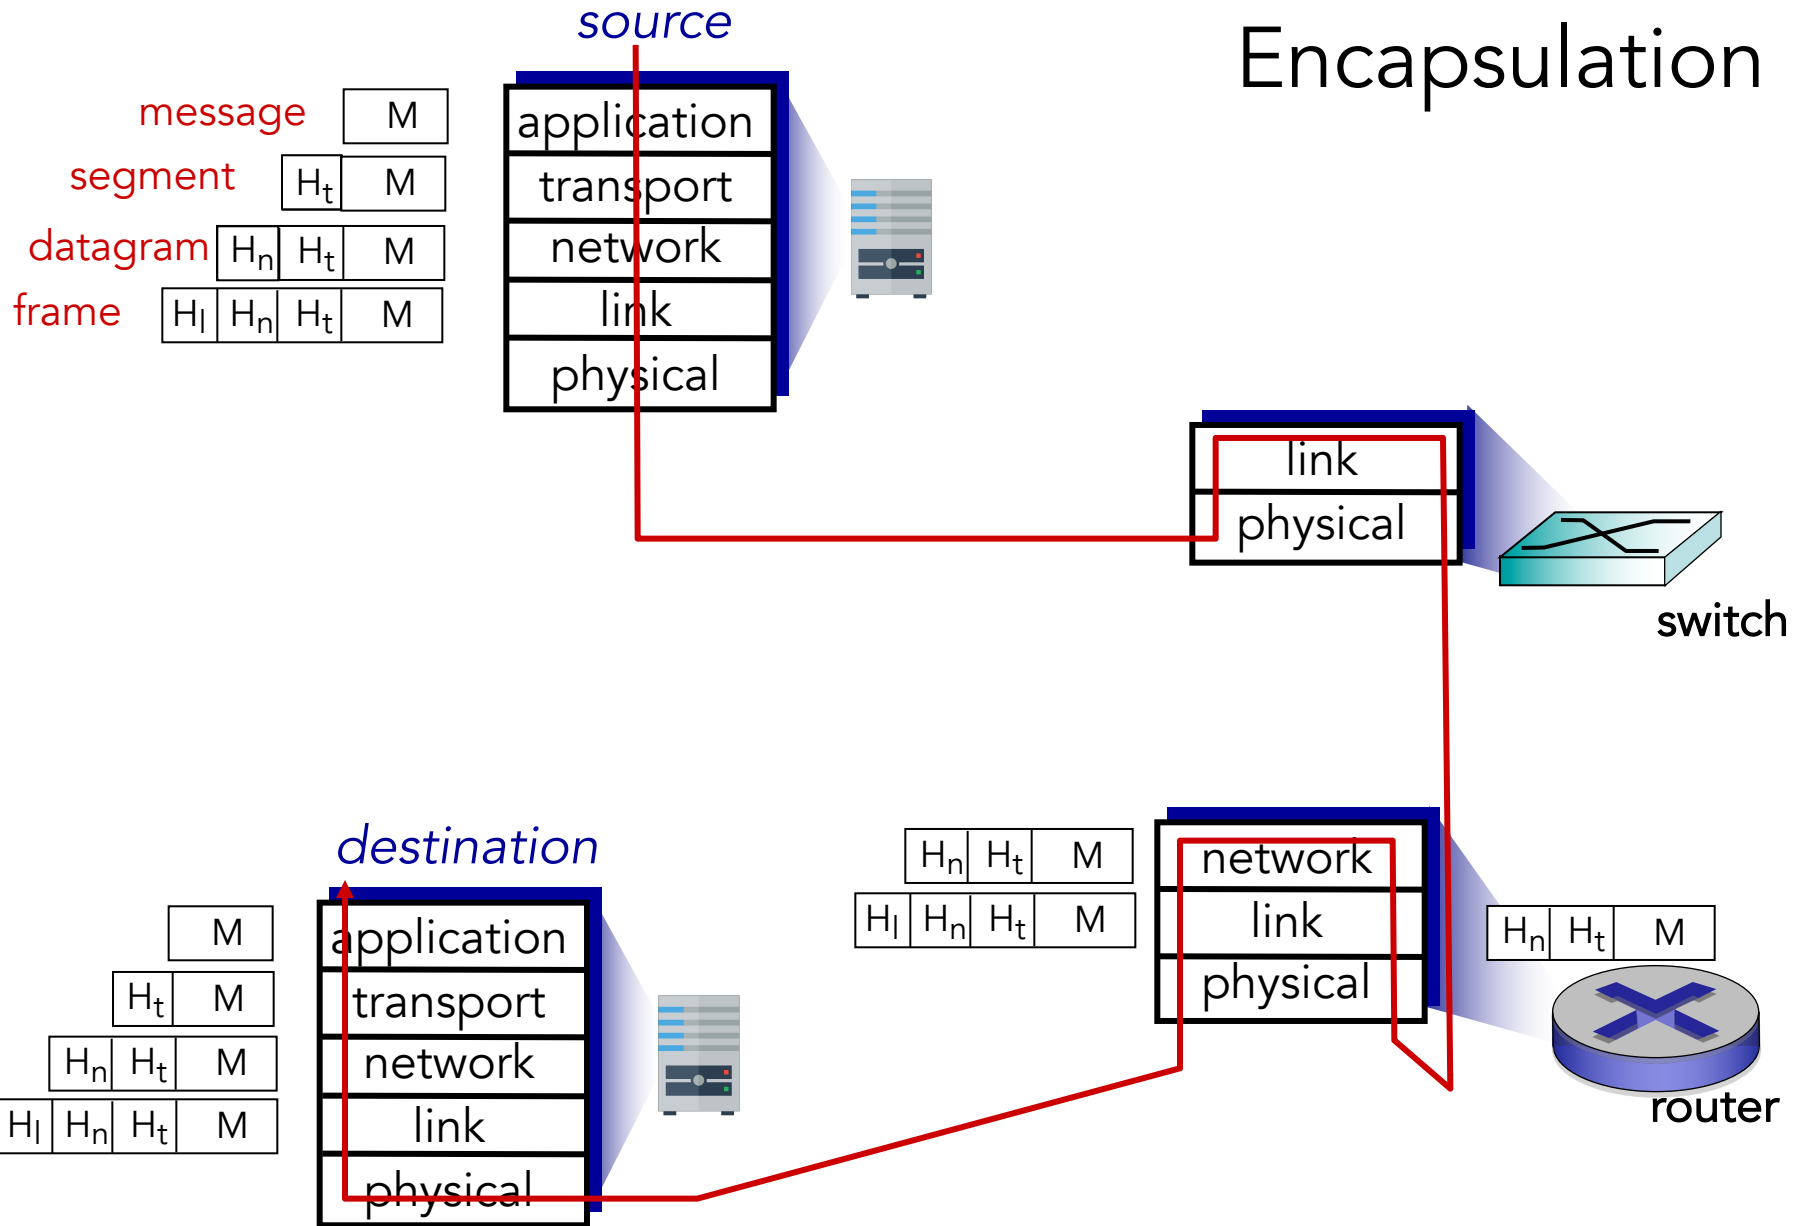 source
Encapsulation
message M
segment Ht M
datagram Hn Ht M
frame Hl Hn Ht M
application
transport
network
link
physical
link
physical
switch
destination
M
Ht M
Hn Ht M
Hl Hn Ht M
application
transport
network
link
physical
Hn Ht M
Hl Hn Ht M
network
link
physical
Hn Ht M
router